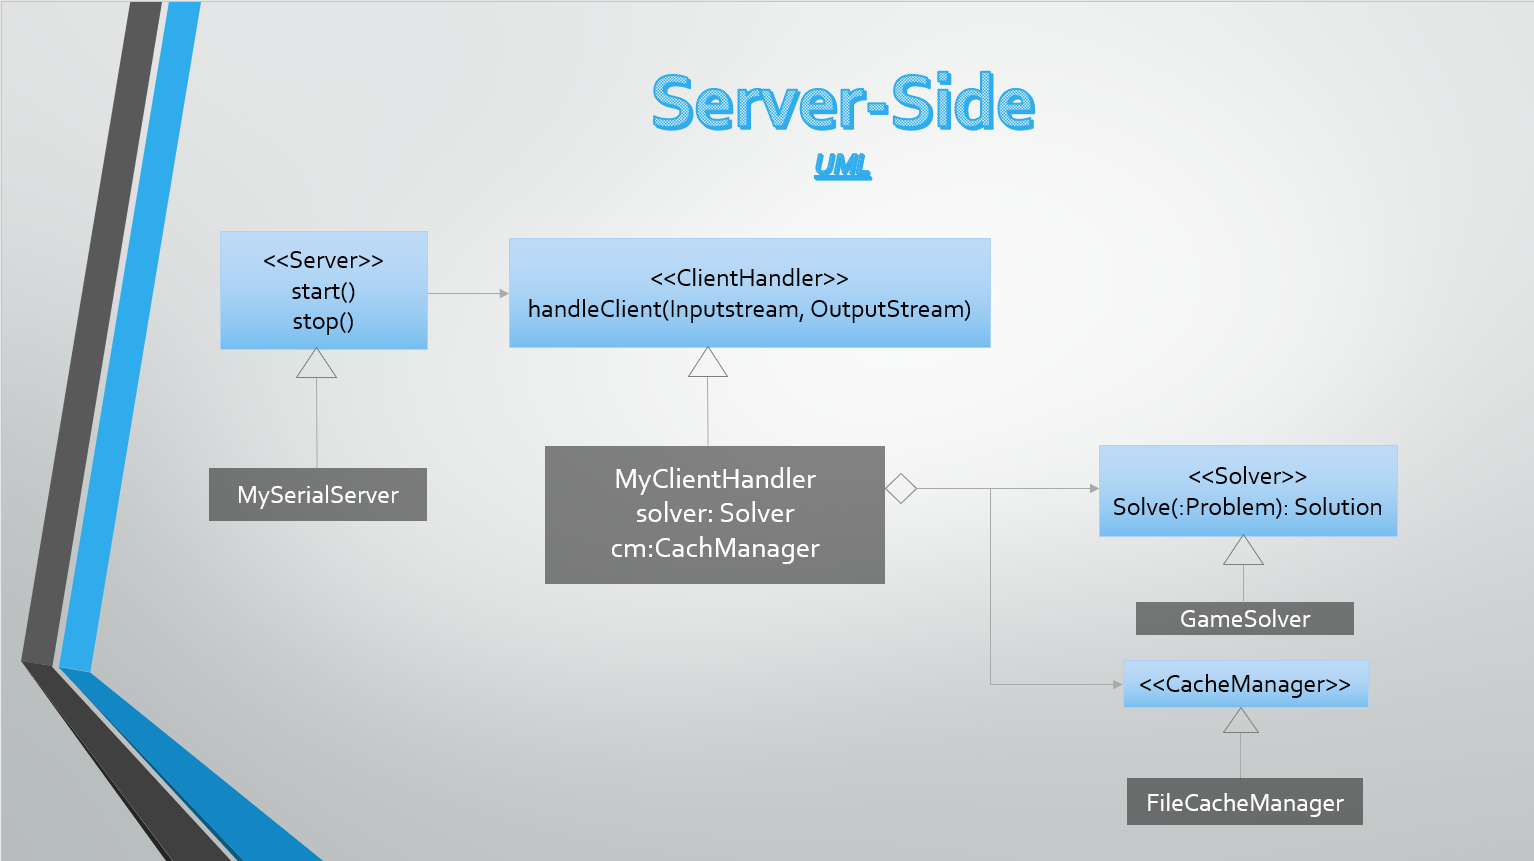 Server-Side
UML
<<Server>>
start()
stop()
<<ClientHandler>>
handleClient(Inputstream, OutputStream)
MySerialServer
MyClientHandler
solver: Solver
cm:CachManager
<<Solver>>
Solve(:Problem): Solution
GameSolver
<<CacheManager>>
FileCacheManager